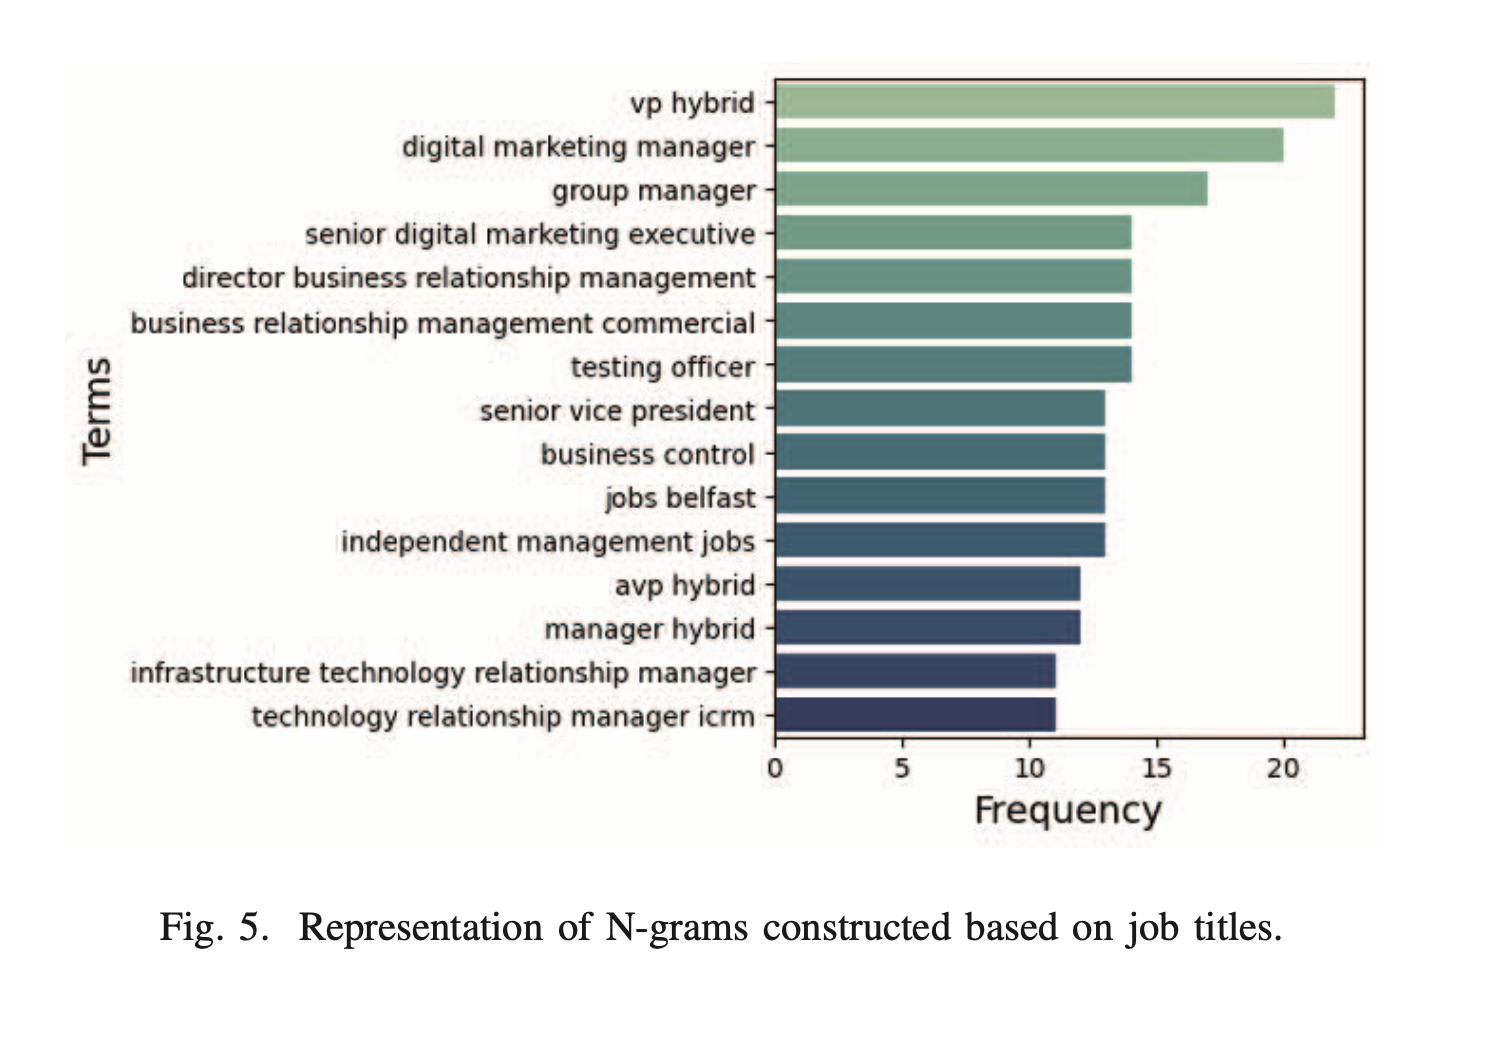 vp hybrid
digital marketing manager
group manager
senior digital marketing executive
director business relationship management
business relationship management commercial
testing officer
senior vice president
business control
jobs belfast
independent management jobs
avp hybrid
manager hybrid
infrastructure technology relationship manager
technology relationship manager icrm
Terms
0 5 10 15 20
Frequency
Fig. 5. Representation of N-grams constructed based on job titles.